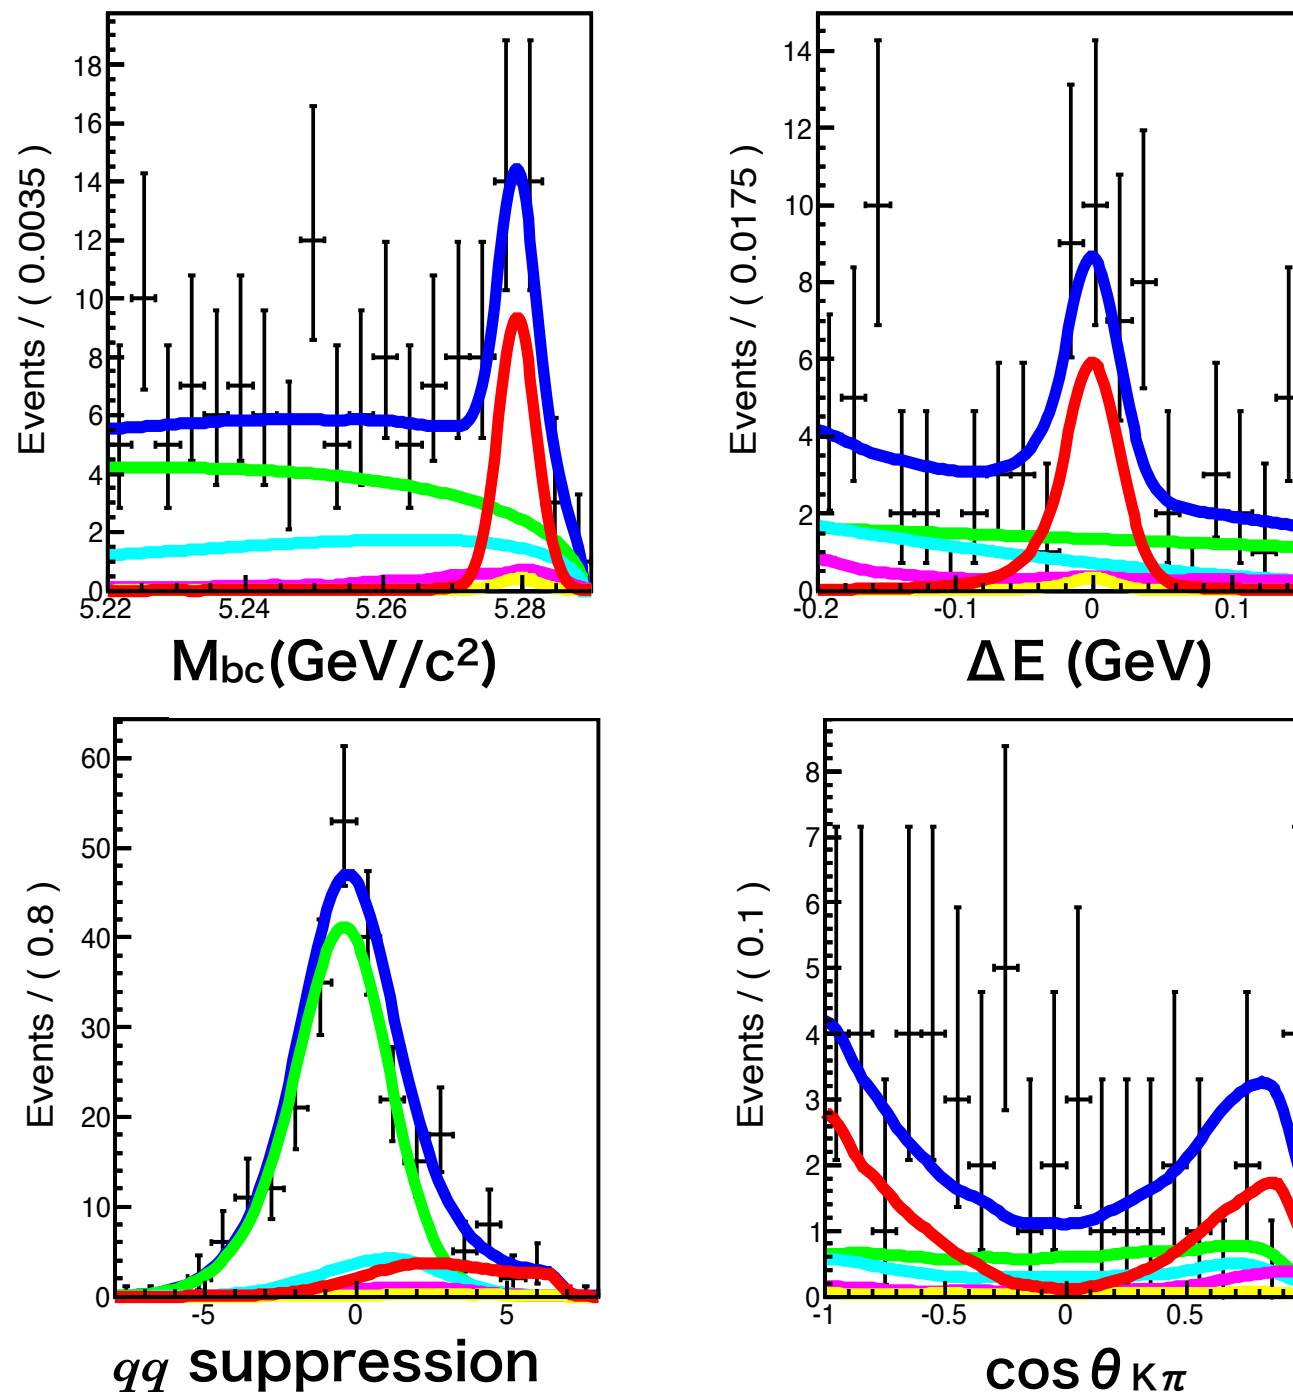 18
16
14
12
10
8
6
4
2
0
Events / ( 0.0035 )
5.22 5.24 5.26 5.28
Mbc(GeV/c²)
14
12
10
8
6
4
2
0
Events / ( 0.0175 )
-0.2 -0.1 0 0.1
ΔE (GeV)
60
50
40
30
20
10
0
Events / ( 0.8 )
-5 0 5
qq suppression
8
7
6
5
4
3
2
1
0
Events / ( 0.1 )
-1 -0.5 0 0.5
cos θ Kπ